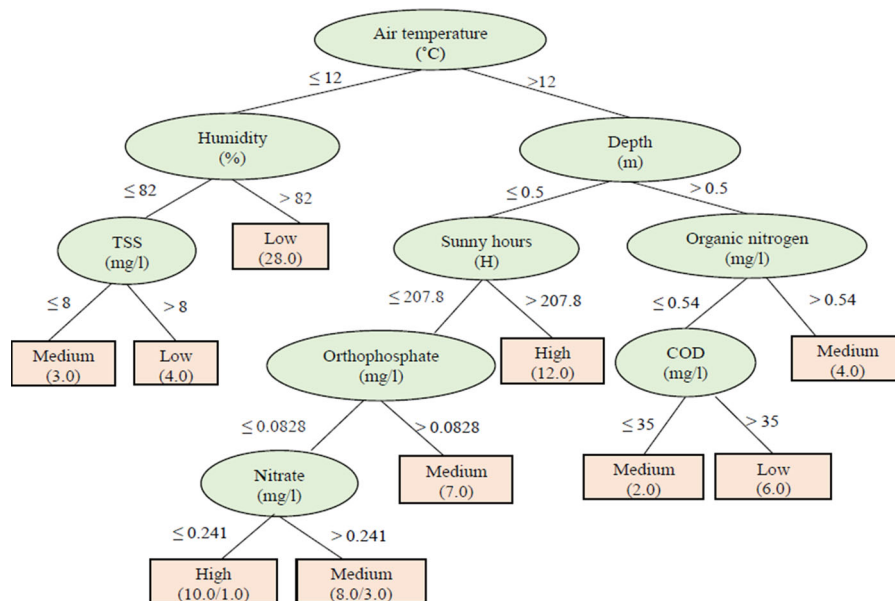 Air temperature
(˚C)
≤ 12
>12
Humidity
(%)
Depth
(m)
≤ 82
> 82
≤ 0.5
> 0.5
TSS
(mg/l)
Low
(28.0)
Sunny hours
(H)
Organic nitrogen
(mg/l)
≤ 8
> 8
≤ 207.8
> 207.8
≤ 0.54
> 0.54
Medium
(3.0)
Low
(4.0)
Orthophosphate
(mg/l)
High
(12.0)
COD
(mg/l)
Medium
(4.0)
≤ 0.0828
> 0.0828
≤ 35
> 35
Nitrate
(mg/l)
Medium
(7.0)
Medium
(2.0)
Low
(6.0)
≤ 0.241
> 0.241
High
(10.0/1.0)
Medium
(8.0/3.0)